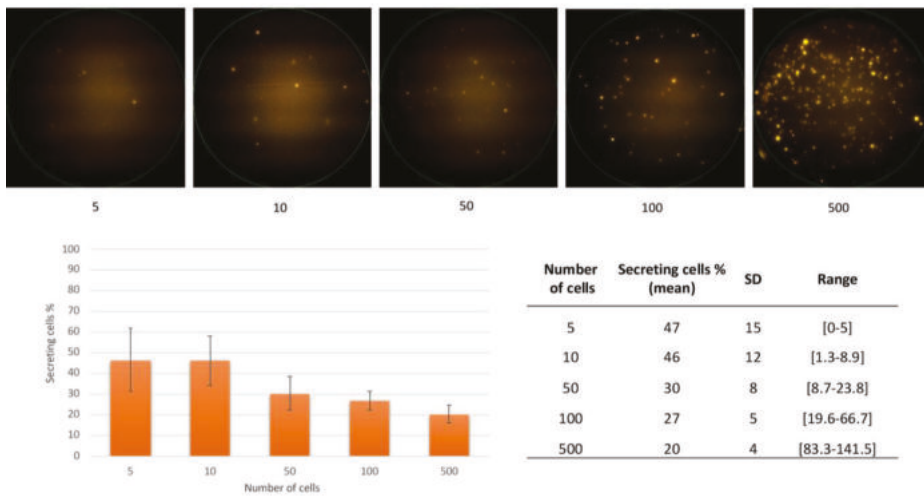 5 10 50 100 500
100
90
80
70
60
50
40
30
20
10
0
Secreting cells %
5 10 50 100 500
Number of cells
Number of cells Secreting cells % (mean) SD Range
5 47 15 [0-5]
10 46 12 [1.3-8.9]
50 30 8 [8.7-23.8]
100 27 5 [19.6-66.7]
500 20 4 [83.3-141.5]